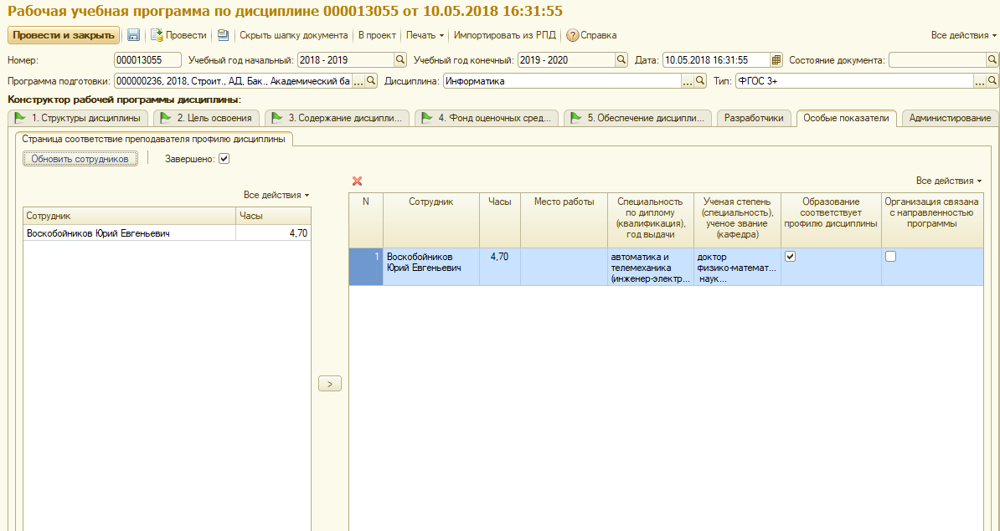 Рабочая учебная программа по дисциплине 000013055 от 10.05.2018 16:31:55
Провести и закрыть Провести Скрыть шапку документа В проект Печать Импортировать из РПД Справка Все действия
Номер: 000013055 Учебный год начальный: 2018 - 2019 Учебный год конечный: 2019 - 2020 Дата: 10.05.2018 16:31:55 Состояние документа:
Программа подготовки: 000000236, 2018, Строит., АД, Бак., Академический ба ... Дисциплина: Информатика ... Тип: ФГОС 3+ ...
Конструктор рабочей программы дисциплины:
1. Структуры дисциплины 2. Цель освоения 3. Содержание дисципли... 4. Фонд оценочных сред... 5. Обеспечение дисципли... Разработчики Особые показатели Администрирование
Страница соответствие преподавателя профилю дисциплины
Обновить сотрудников Завершено:
Все действия
Сотрудник Часы
Воскобойников Юрий Евгеньевич 4,70
>
Все действия
N Сотрудник Часы Место работы Специальность Ученая степень Образование Организация связана
по диплому (специальность), соответствует с направленностью
(квалификация), ученое звание профилю дисциплины программы
год выдачи (кафедра)
1 Воскобойников 4,70 автоматика и доктор
Юрий Евгеньевич телемеханика физико-математ...
(инженер-электр... наук...